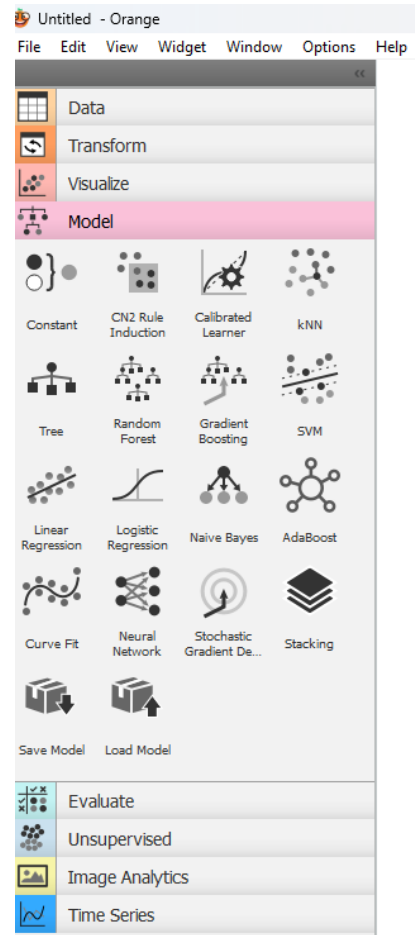 Untitled - Orange
File Edit View Widget Window Options Help
Data
Transform
Visualize
Model
Constant
CN2 Rule
Induction
Calibrated
Learner
kNN
Tree
Random
Forest
Gradient
Boosting
SVM
Linear
Regression
Logistic
Regression
Naive Bayes
AdaBoost
Curve Fit
Neural
Network
Stochastic
Gradient De...
Stacking
Save Model
Load Model
Evaluate
Unsupervised
Image Analytics
Time Series